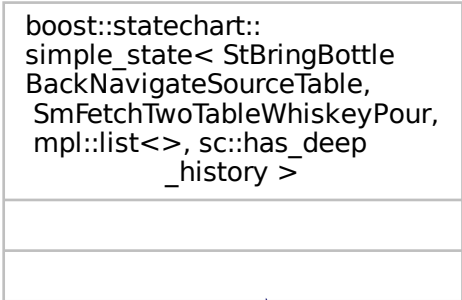 boost::statechart::
simple_state< StBringBottle
BackNavigateSourceTable,
SmFetchTwoTableWhiskeyPour,
mpl::list<>, sc::has_deep
_history >